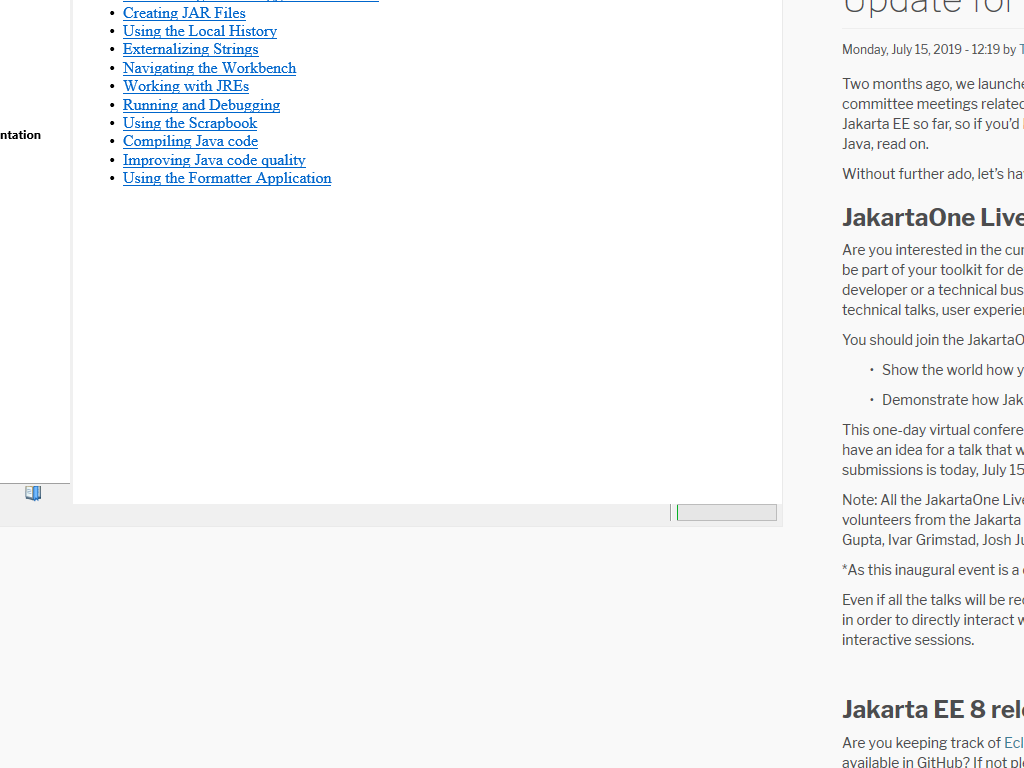 Creating JAR Files
Using the Local History
Externalizing Strings
Navigating the Workbench
Working with JREs
Running and Debugging
Using the Scrapbook
Compiling Java code
Improving Java code quality
Using the Formatter Application
ntation
Update for
Monday, July 15, 2019 - 12:19 by T
Two months ago, we launche
committee meetings related
Jakarta EE so far, so if you'd
Java, read on.
Without further ado, let's ha
JakartaOne Live
Are you interested in the cur
be part of your toolkit for de
developer or a technical bus
technical talks, user experie
You should join the JakartaO
• Show the world how y
• Demonstrate how Jak
This one-day virtual confere
have an idea for a talk that w
submissions is today, July 15
Note: All the JakartaOne Live
volunteers from the Jakarta
Gupta, Ivar Grimstad, Josh Ju
*As this inaugural event is a
Even if all the talks will be re
in order to directly interact w
interactive sessions.
Jakarta EE 8 rel
Are you keeping track of Ecl
available in GitHub? If not ple